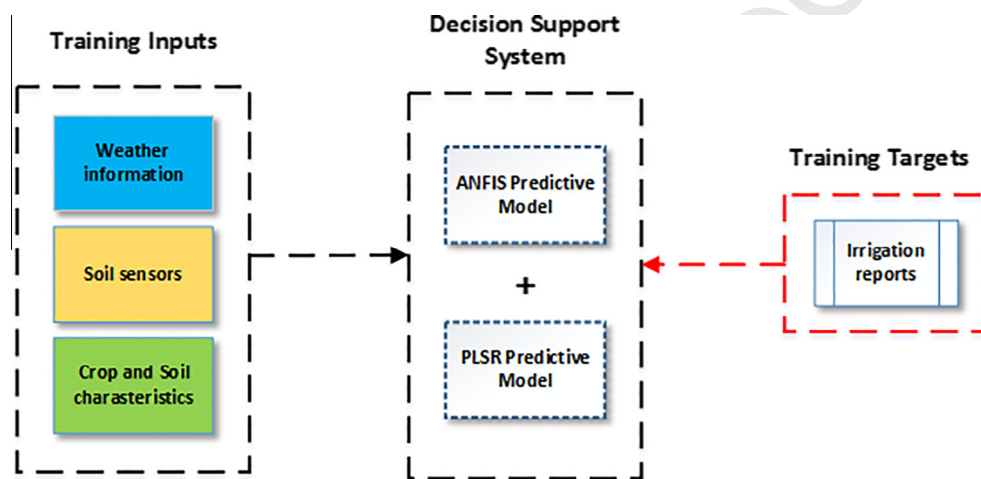 Training Inputs
Weather
information
Soil sensors
Crop and Soil
charasteristics
Decision Support
System
ANFIS Predictive
Model
+
PLSR Predictive
Model
Training Targets
Irrigation
reports